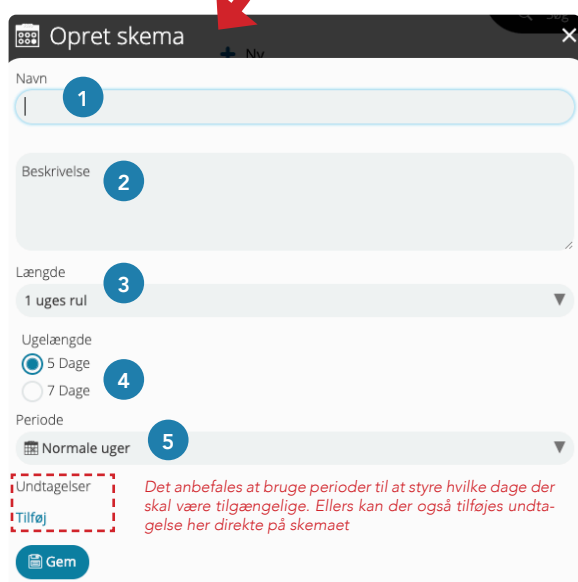 Søg
Opret skema
Ny
Navn
1
Beskrivelse
2
Længde
3
1 uges rul
Ugelængde
5 Dage
7 Dage
4
Periode
5
Normale uger
Undtagelser
Tilføj
Det anbefales at bruge perioder til at styre hvilke dage der
skal være tilgængelige. Ellers kan der også tilføjes undta-
gelse her direkte på skemaet
Gem